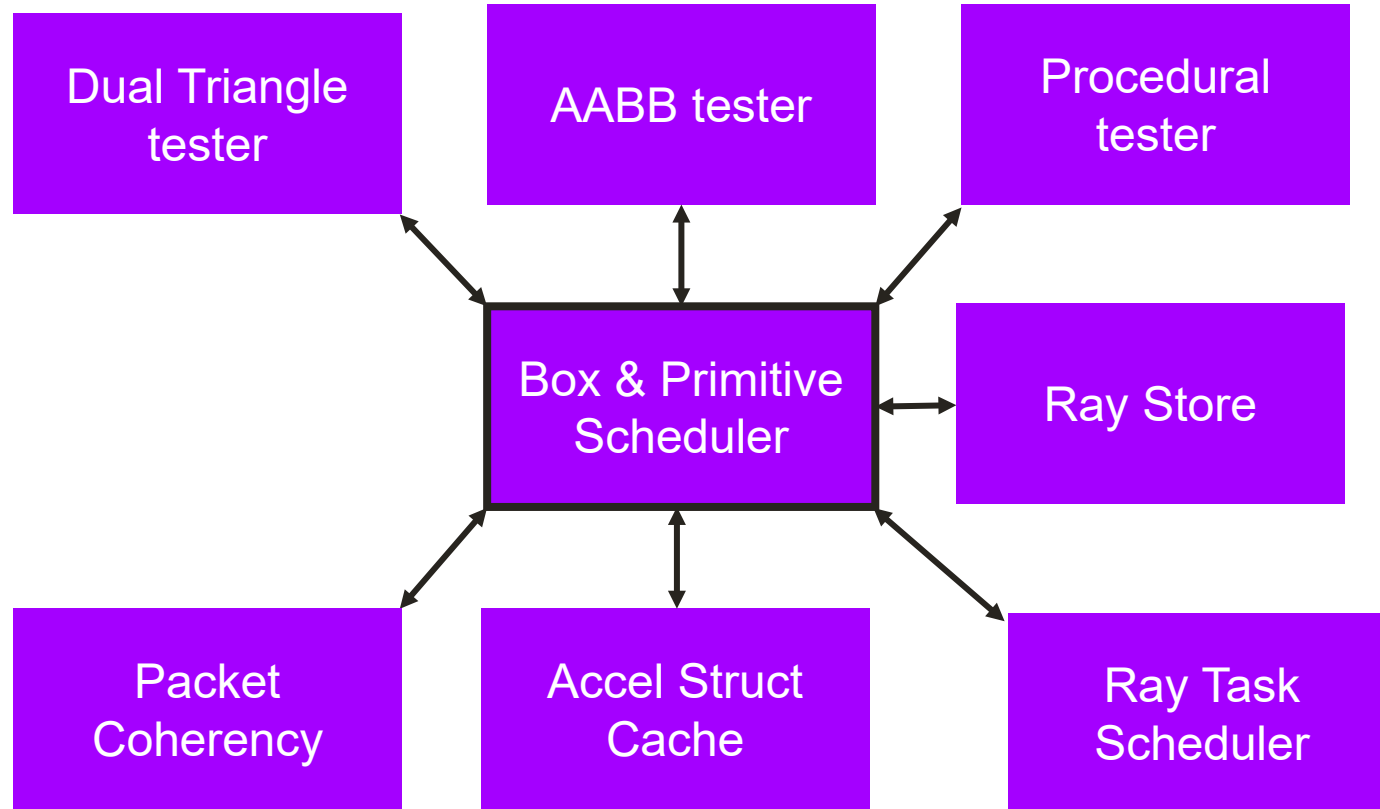 Dual Triangle
tester
AABB tester
Procedural
tester
Box & Primitive
Scheduler
Ray Store
Packet
Coherency
Accel Struct
Cache
Ray Task
Scheduler